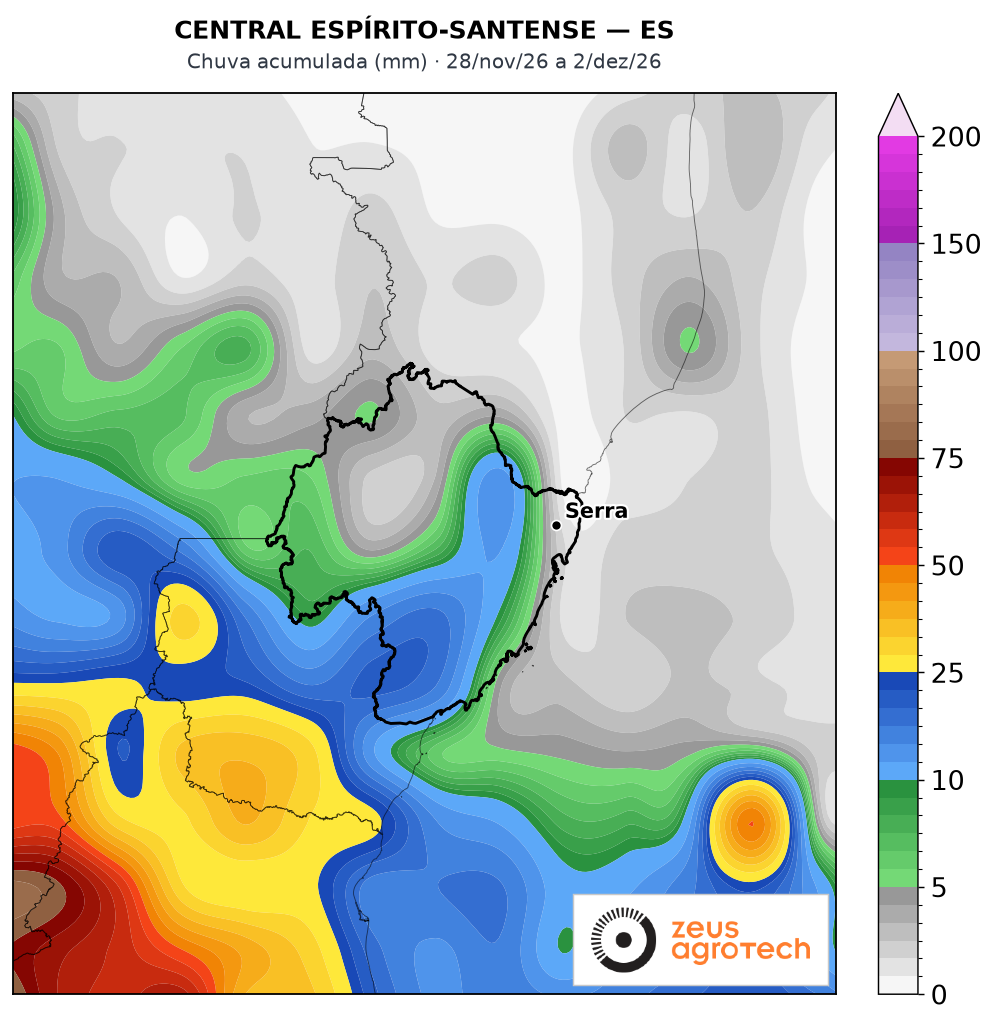 CENTRAL ESPÍRITO-SANTENSE — ES
Chuva acumulada (mm) · 28/nov/26 a 2/dez/26
200
150
100
75
50
25
10
5
0
Serra
zeus
agrotech